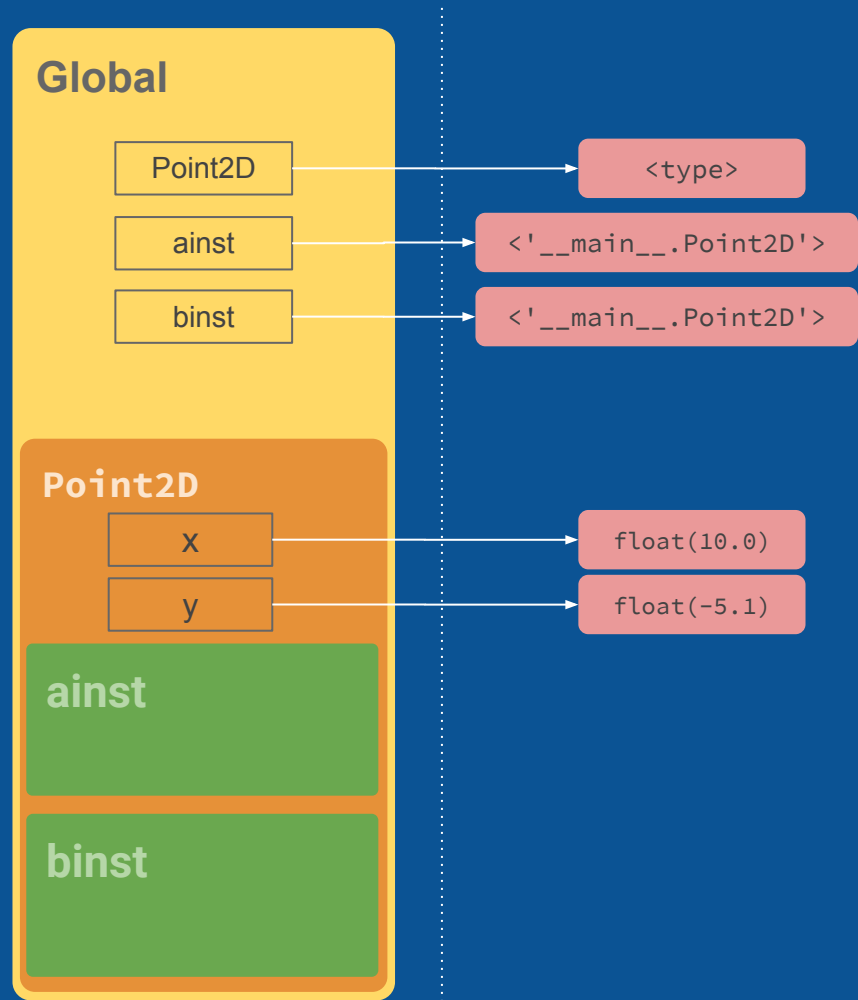 Global
Point2D <type>
ainst <'__main__.Point2D'>
binst <'__main__.Point2D'>
Point2D
x float(10.0)
y float(-5.1)
ainst
binst